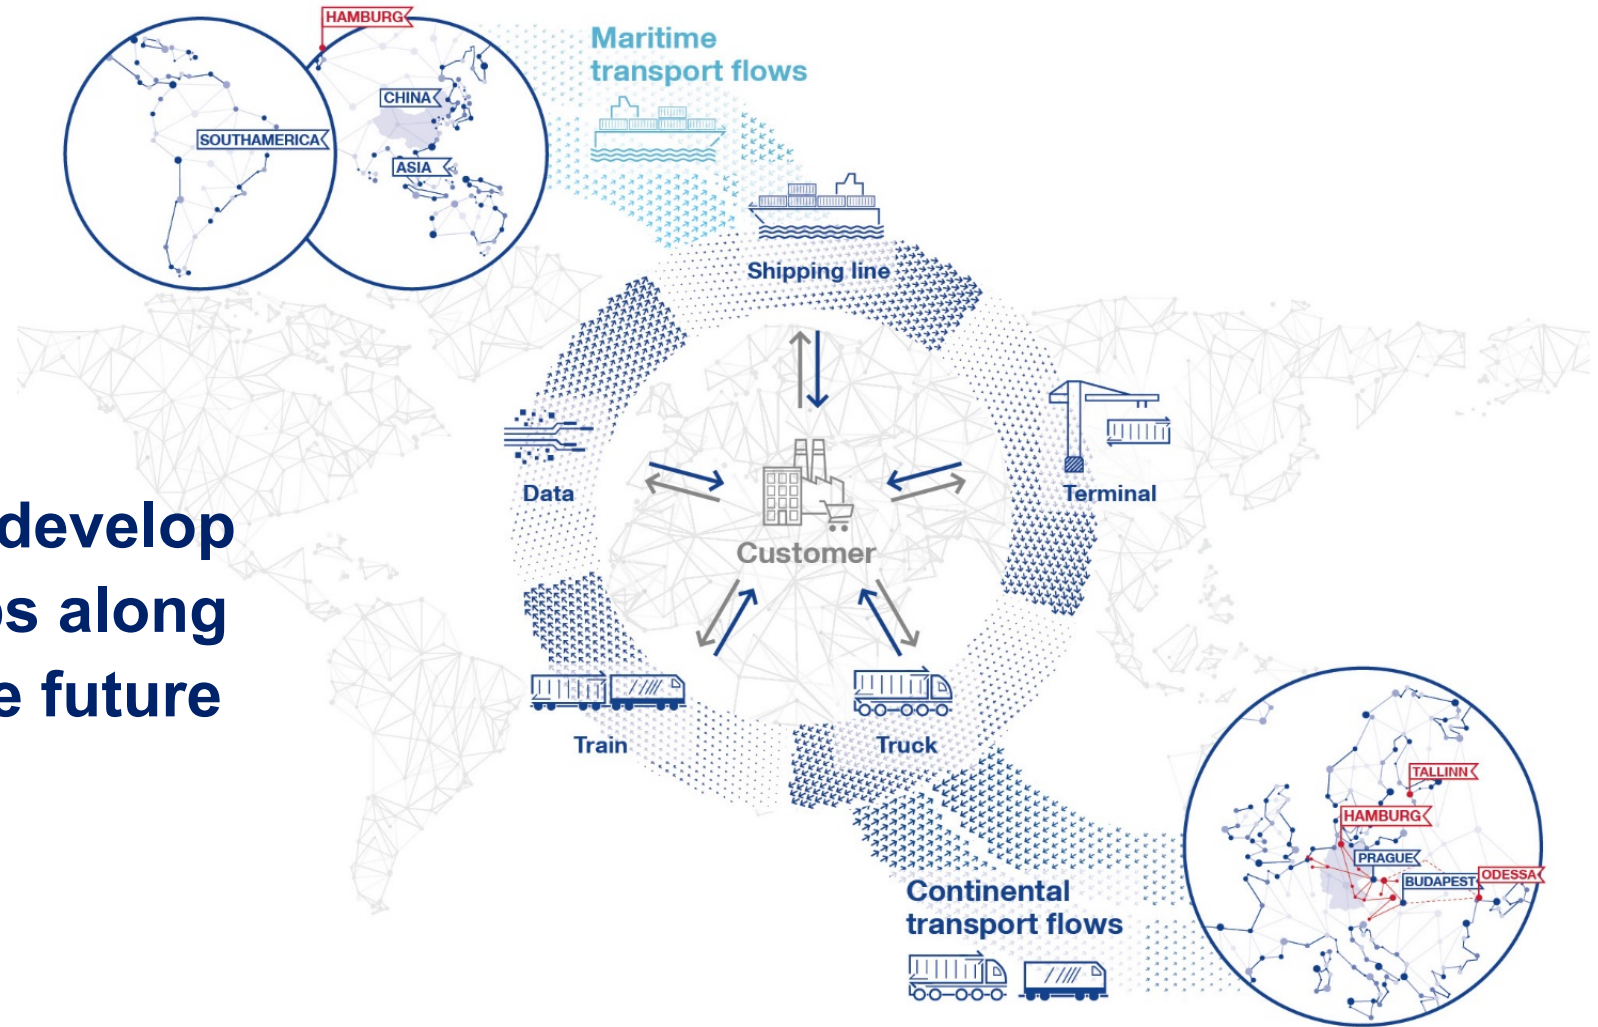 HAMBURG
Maritime
transport flows
CHINA
SOUTHAMERICA
ASIA
Shipping line
Data
Terminal
Customer
develop
along
future
Train
Truck
TALLINN
HAMBURG
PRAGUE
BUDAPEST
ODESSA
Continental
transport flows